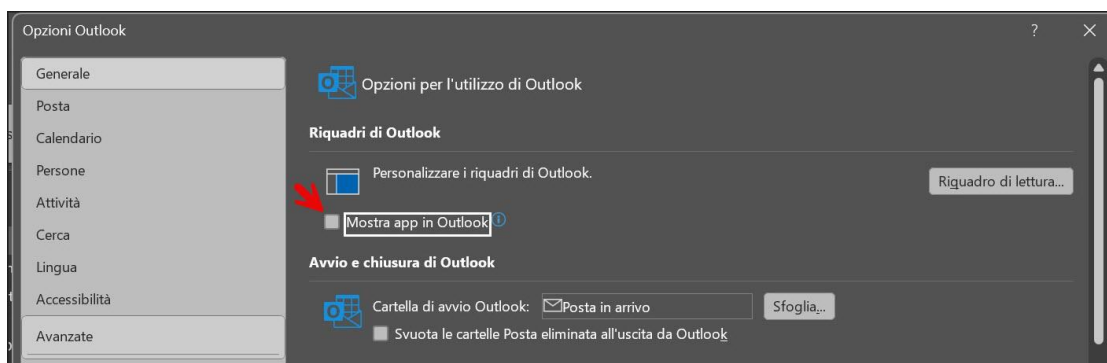 Opzioni Outlook
?
Generale
Posta
Calendario
Persone
Attività
Cerca
Lingua
Accessibilità
Avanzate
Opzioni per l'utilizzo di Outlook
Riquadri di Outlook
Personalizzare i riquadri di Outlook.
Riquadro di lettura...
Mostra app in Outlook
Avvio e chiusura di Outlook
Cartella di avvio Outlook: Posta in arrivo Sfoglia...
Svuota le cartelle Posta eliminata all'uscita da Outlook